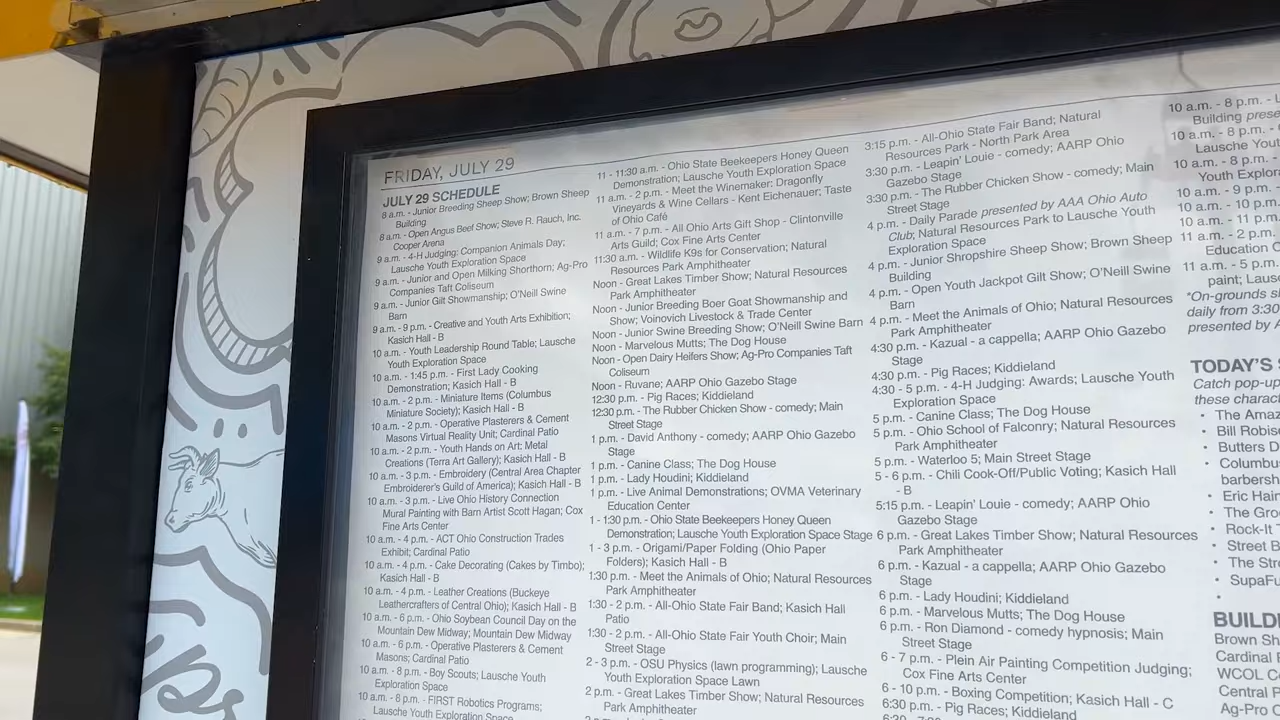 FRIDAY, JULY 29
JULY 29 SCHEDULE
8 a.m. - Junior Breeding Sheep Show; Brown Sheep
Building
8 a.m. - Open Angus Beef Show; Steve R. Rauch, Inc.
Cooper Arena
9 a.m. - 4-H Judging: Companion Animals Day;
Lausche Youth Exploration Space
9 a.m. - Junior and Open Milking Shorthorn; Ag-Pro
Companies Taft Coliseum
9 a.m. - Junior Gilt Showmanship; O'Neill Swine
Barn
9 a.m. - 9 p.m. - Creative and Youth Arts Exhibition;
Kasich Hall - B
10 a.m. - Youth Leadership Round Table; Lausche
Youth Exploration Space
10 a.m. - 1:45 p.m. - First Lady Cooking
Demonstration; Kasich Hall - B
10 a.m. - 2 p.m. - Miniature Items (Columbus
Miniature Society); Kasich Hall - B
10 a.m. - 2 p.m. - Operative Plasterers & Cement
Masons Virtual Reality Unit; Cardinal Patio
10 a.m. - 2 p.m. - Youth Hands on Art: Metal
Creations (Terra Art Gallery); Kasich Hall - B
10 a.m. - 3 p.m. - Embroidery (Central Area Chapter
Embroiderer's Guild of America); Kasich Hall - B
10 a.m. - 3 p.m. - Live Ohio History Connection
Mural Painting with Barn Artist Scott Hagan; Cox
Fine Arts Center
10 a.m. - 4 p.m. - ACT Ohio Construction Trades
Exhibit; Cardinal Patio
10 a.m. - 4 p.m. - Cake Decorating (Cakes by Timbo);
Kasich Hall - B
10 a.m. - 4 p.m. - Leather Creations (Buckeye
Leathercrafters of Central Ohio); Kasich Hall - B
10 a.m. - 6 p.m. - Ohio Soybean Council Day on the
Mountain Dew Midway; Mountain Dew Midway
10 a.m. - 6 p.m. - Operative Plasterers & Cement
Masons; Cardinal Patio
10 a.m. - 8 p.m. - Boy Scouts; Lausche Youth
Exploration Space
10 a.m. - 8 p.m. - FIRST Robotics Programs;
Lausche Youth Exploration Space
11 - 11:30 a.m. - Ohio State Beekeepers Honey Queen
Demonstration; Lausche Youth Exploration Space
11 a.m. - 2 p.m. - Meet the Winemaker: Dragonfly
Vineyards & Wine Cellars - Kent Eichenauer; Taste
of Ohio Café
11 a.m. - 7 p.m. - All Ohio Arts Gift Shop - Clintonville
Arts Guild; Cox Fine Arts Center
11:30 a.m. - Wildlife K9s for Conservation; Natural
Resources Park Amphitheater
Noon - Great Lakes Timber Show; Natural Resources
Park Amphitheater
Noon - Junior Breeding Boer Goat Showmanship and
Show; Voinovich Livestock & Trade Center
Noon - Junior Swine Breeding Show; O'Neill Swine Barn
Noon - Marvelous Mutts; The Dog House
Noon - Open Dairy Heifers Show; Ag-Pro Companies Taft
Coliseum
Noon - Ruvane; AARP Ohio Gazebo Stage
12:30 p.m. - Pig Races; Kiddieland
12:30 p.m. - The Rubber Chicken Show - comedy; Main
Street Stage
1 p.m. - David Anthony - comedy; AARP Ohio Gazebo
Stage
1 p.m. - Canine Class; The Dog House
1 p.m. - Lady Houdini; Kiddieland
1 p.m. - Live Animal Demonstrations; OVMA Veterinary
Education Center
1 - 1:30 p.m. - Ohio State Beekeepers Honey Queen
Demonstration; Lausche Youth Exploration Space Stage
1 - 3 p.m. - Origami/Paper Folding (Ohio Paper
Folders); Kasich Hall - B
1:30 p.m. - Meet the Animals of Ohio; Natural Resources
Park Amphitheater
1:30 - 2 p.m. - All-Ohio State Fair Band; Kasich Hall
Patio
1:30 - 2 p.m. - All-Ohio State Fair Youth Choir; Main
Street Stage
2 - 3 p.m. - OSU Physics (lawn programming); Lausche
Youth Exploration Space Lawn
2 p.m. - Great Lakes Timber Show; Natural Resources
Park Amphitheater
3:15 p.m. - All-Ohio State Fair Band; Natural
Resources Park - North Park Area
3:30 p.m. - Leapin' Louie - comedy; AARP Ohio
Gazebo Stage
3:30 p.m. - The Rubber Chicken Show - comedy; Main
Street Stage
4 p.m. - Daily Parade presented by AAA Ohio Auto
Club; Natural Resources Park to Lausche Youth
Exploration Space
4 p.m. - Junior Shropshire Sheep Show; Brown Sheep
Building
4 p.m. - Open Youth Jackpot Gilt Show; O'Neill Swine
Barn
4 p.m. - Meet the Animals of Ohio; Natural Resources
Park Amphitheater
4:30 p.m. - Kazual - a cappella; AARP Ohio Gazebo
Stage
4:30 p.m. - Pig Races; Kiddieland
4:30 - 5 p.m. - 4-H Judging: Awards; Lausche Youth
Exploration Space
5 p.m. - Canine Class; The Dog House
5 p.m. - Ohio School of Falconry; Natural Resources
Park Amphitheater
5 p.m. - Waterloo 5; Main Street Stage
5 - 6 p.m. - Chili Cook-Off/Public Voting; Kasich Hall
- B
5:15 p.m. - Leapin' Louie - comedy; AARP Ohio
Gazebo Stage
6 p.m. - Great Lakes Timber Show; Natural Resources
Park Amphitheater
6 p.m. - Kazual - a cappella; AARP Ohio Gazebo
Stage
6 p.m. - Lady Houdini; Kiddieland
6 p.m. - Marvelous Mutts; The Dog House
6 p.m. - Ron Diamond - comedy hypnosis; Main
Street Stage
6 - 7 p.m. - Plein Air Painting Competition Judging;
Cox Fine Arts Center
6 - 10 p.m. - Boxing Competition; Kasich Hall - C
6:30 p.m. - Pig Races; Kiddieland
10 a.m. - 8 p.m. -
Building prese
10 a.m. - 8 p.m. -
Lausche Yout
10 a.m. - 8 p.m. -
Youth Explor
10 a.m. - 9 p.m.
10 a.m. - 10 p.m.
10 a.m. - 11 p.m.
11 a.m. - 2 p.m.
Education C
11 a.m. - 5 p.m.
paint; Laus
*On-grounds s
daily from 3:30
presented by
TODAY'S
Catch pop-up
these charact
• The Amaz
• Bill Robis
• Butters D
• Columbu
barbersh
• Eric Hain
• The Gro
• Rock-It
• Street B
• The Stro
• SupaFu
•
BUILDI
Brown Sh
Cardinal
WCOL C
Central
Ag-Pro C